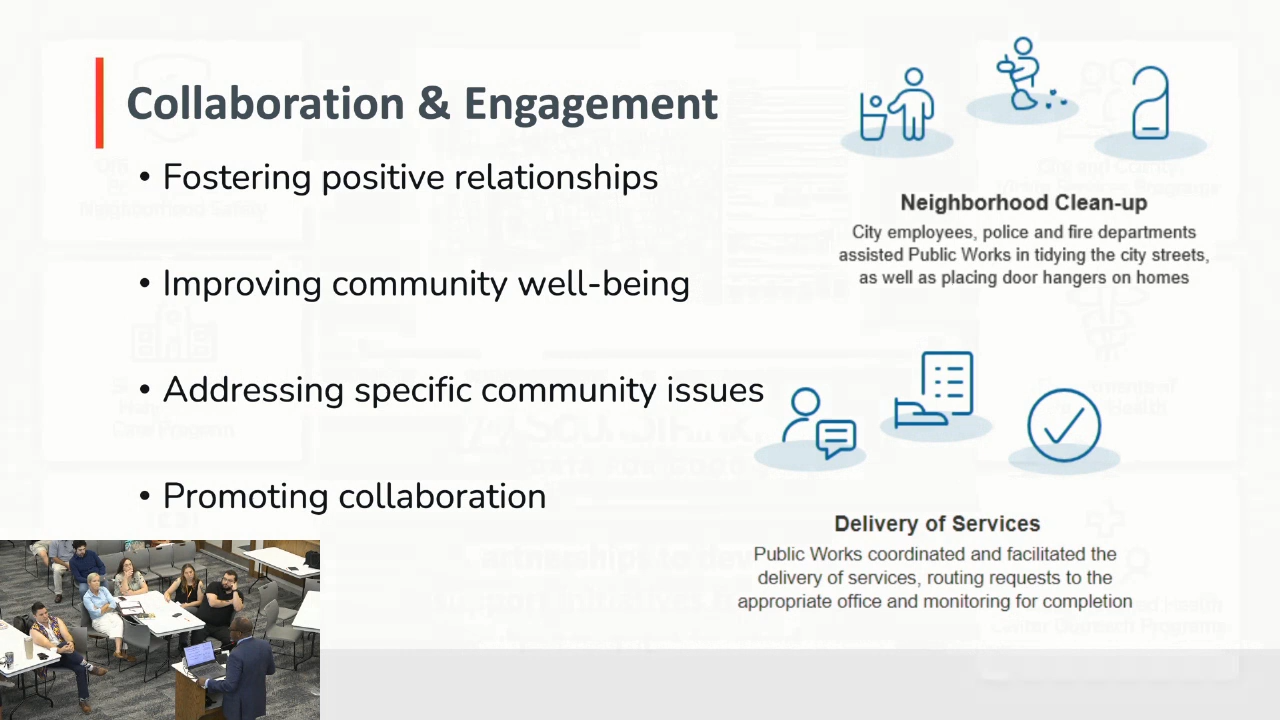 Collaboration & Engagement
• Fostering positive relationships
• Improving community well-being
• Addressing specific community issues
• Promoting collaboration
Neighborhood Clean-up
City employees, police and fire departments
assisted Public Works in tidying the city streets,
as well as placing door hangers on homes
Delivery of Services
Public Works coordinated and facilitated the
delivery of services, routing requests to the
appropriate office and monitoring for completion